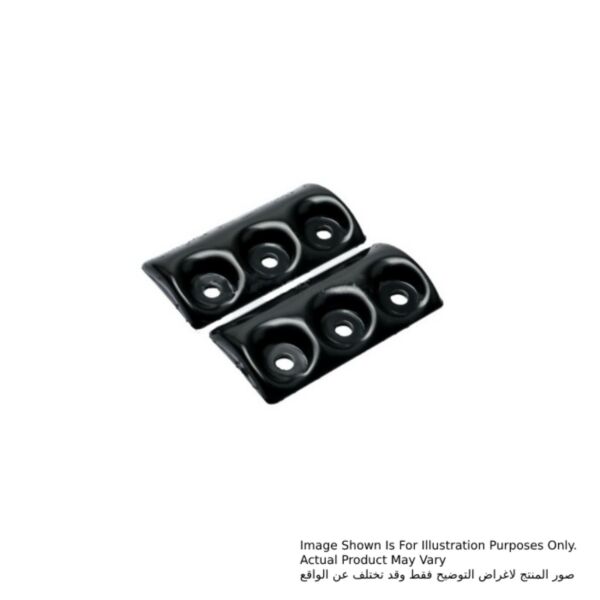 Image Shown Is For Illustration Purposes Only.
Actual Product May Vary
صور المنتج لاغراض التوضيح فقط وقد تختلف عن الواقع